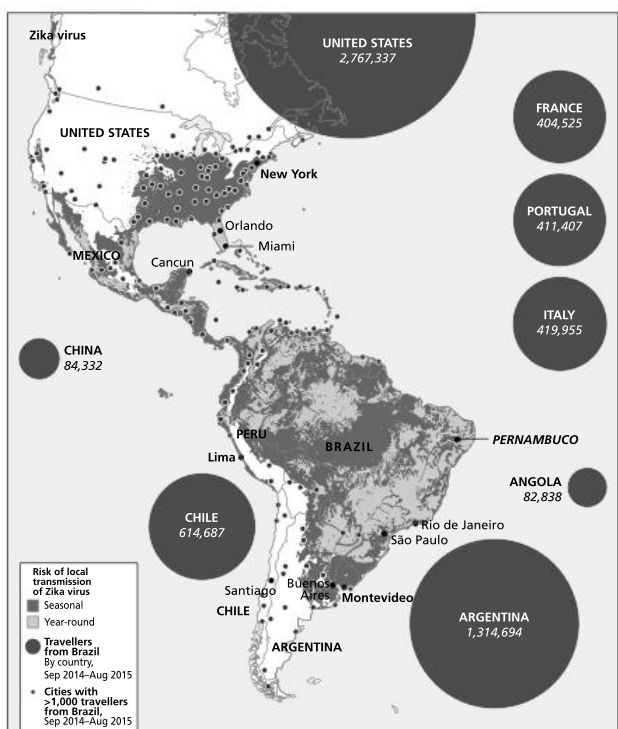 Zika virus
UNITED STATES
2,767,337
FRANCE
404,525
UNITED STATES
New York
PORTUGAL
411,407
Orlando
Miami
MEXICO
Cancun
ITALY
419,955
CHINA
84,332
PERU
BRAZIL
PERNAMBUCO
Lima
ANGOLA
82,838
CHILE
614,687
Rio de Janeiro
São Paulo
Santiago
Buenos
Aires
Montevideo
CHILE
ARGENTINA
1,314,694
ARGENTINA
Risk of local
transmission
of Zika virus
Seasonal
Year-round
Travellers
from Brazil
By country,
Sep 2014–Aug 2015
Cities with
>1,000 travellers
from Brazil,
Sep 2014–Aug 2015